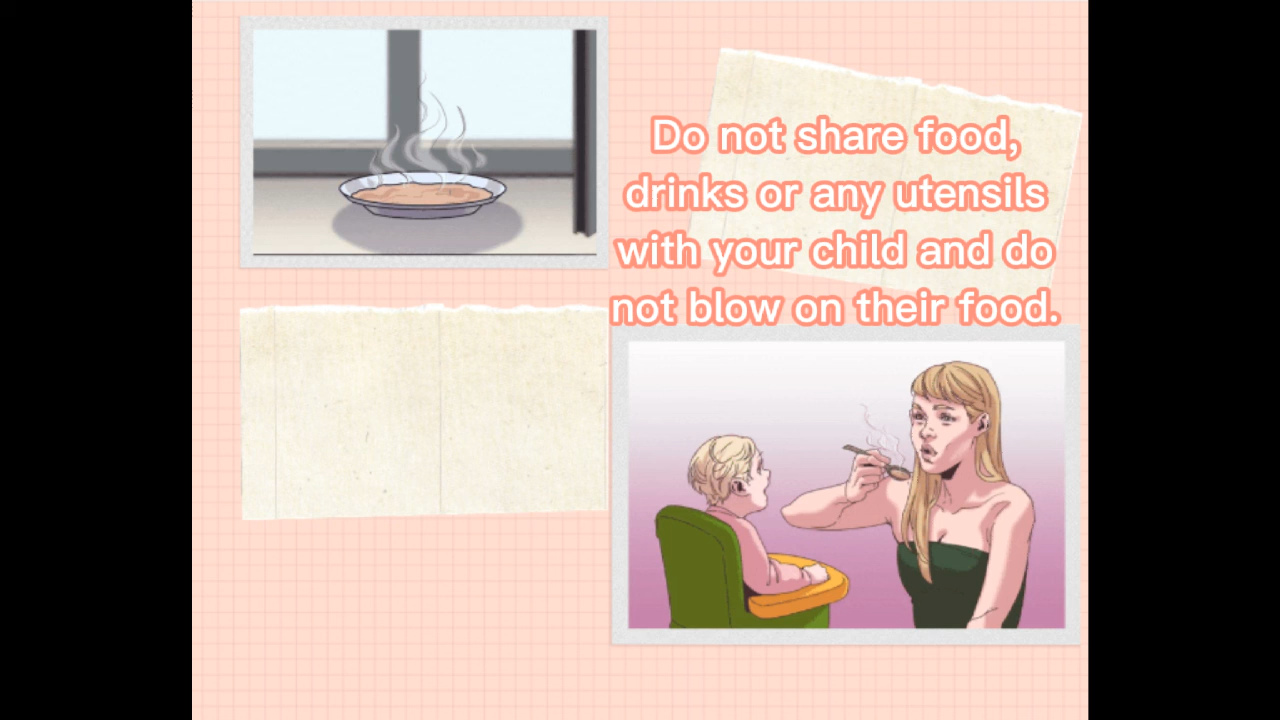 Do not share food,
drinks or any utensils
with your child and do
not blow on their food.